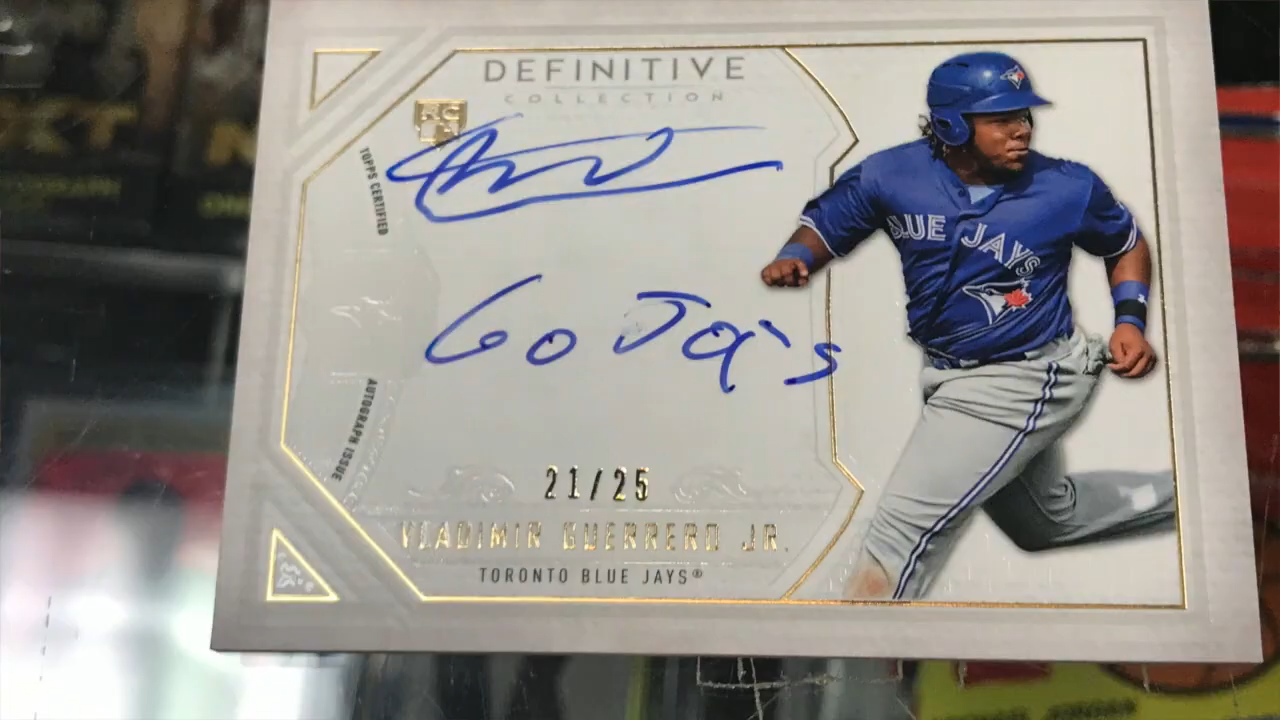 DEFINITIVE
COLLECTION
RC
TOPPS CERTIFIED
Go Jay's
BLUE JAYS
AUTOGRAPH ISSUE
21/25
VLADIMIR GUERRERO JR.
TORONTO BLUE JAYS®